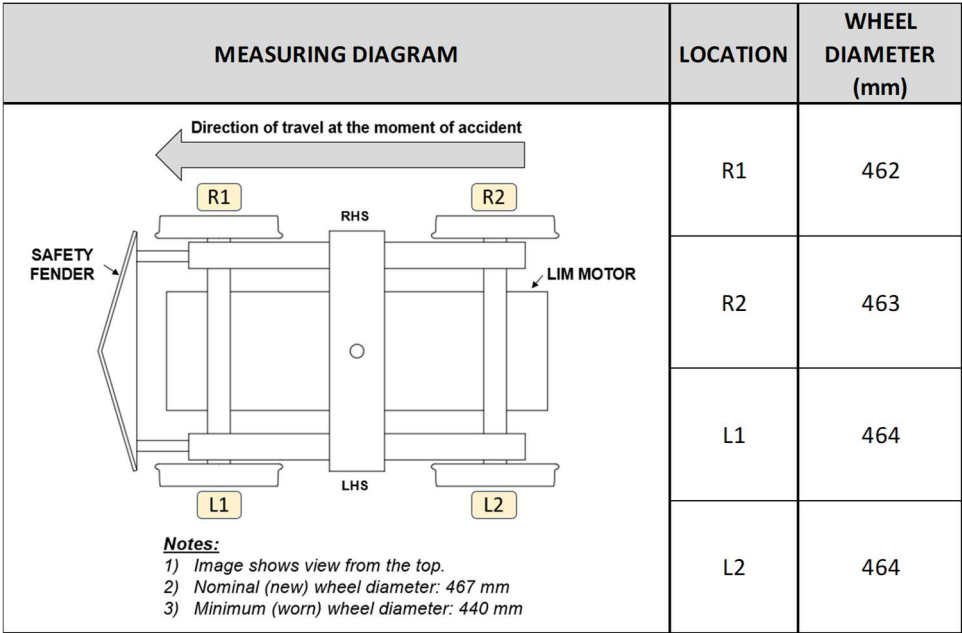 MEASURING DIAGRAM
LOCATION
WHEEL
DIAMETER
(mm)
Direction of travel at the moment of accident
R1
R2
RHS
SAFETY
FENDER
LIM MOTOR
LHS
L1
L2
Notes:
1) Image shows view from the top.
2) Nominal (new) wheel diameter: 467 mm
3) Minimum (worn) wheel diameter: 440 mm
R1 462
R2 463
L1 464
L2 464